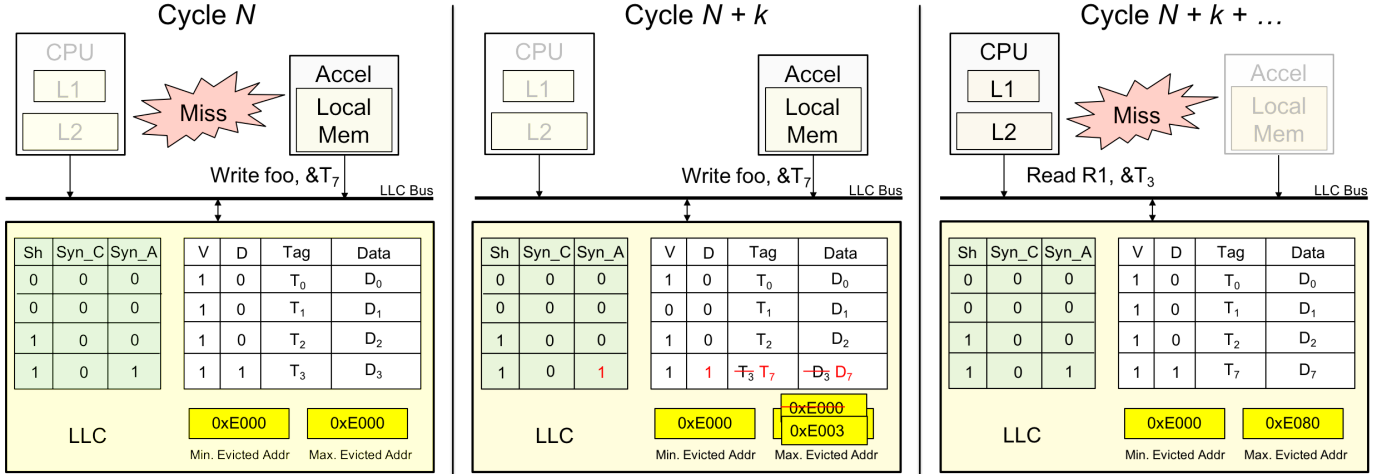 Cycle N
CPU
L1
L2
Miss
Accel
Local
Mem
Write foo, &T7
LLC Bus
Sh Syn_C Syn_A
0 0 0
0 0 0
1 0 0
1 0 1
V D Tag Data
1 0 T0 D0
1 0 T1 D1
1 0 T2 D2
1 1 T3 D3
LLC
0xE000 0xE000
Min. Evicted Addr Max. Evicted Addr
Cycle N + k
CPU
L1
L2
Accel
Local
Mem
Write foo, &T7
LLC Bus
Sh Syn_C Syn_A
0 0 0
0 0 0
1 0 0
1 0 1
V D Tag Data
1 0 T0 D0
0 0 T1 D1
1 0 T2 D2
1 1 T3 T7 D3 D7
LLC
0xE000 0xE000
0xE003
Min. Evicted Addr Max. Evicted Addr
Cycle N + k + …
CPU
L1
L2
Miss
Accel
Local
Mem
Read R1, &T3
LLC Bus
Sh Syn_C Syn_A
0 0 0
0 0 0
1 0 0
1 0 1
V D Tag Data
1 0 T0 D0
1 0 T1 D1
1 0 T2 D2
1 1 T7 D7
LLC
0xE000 0xE080
Min. Evicted Addr Max. Evicted Addr